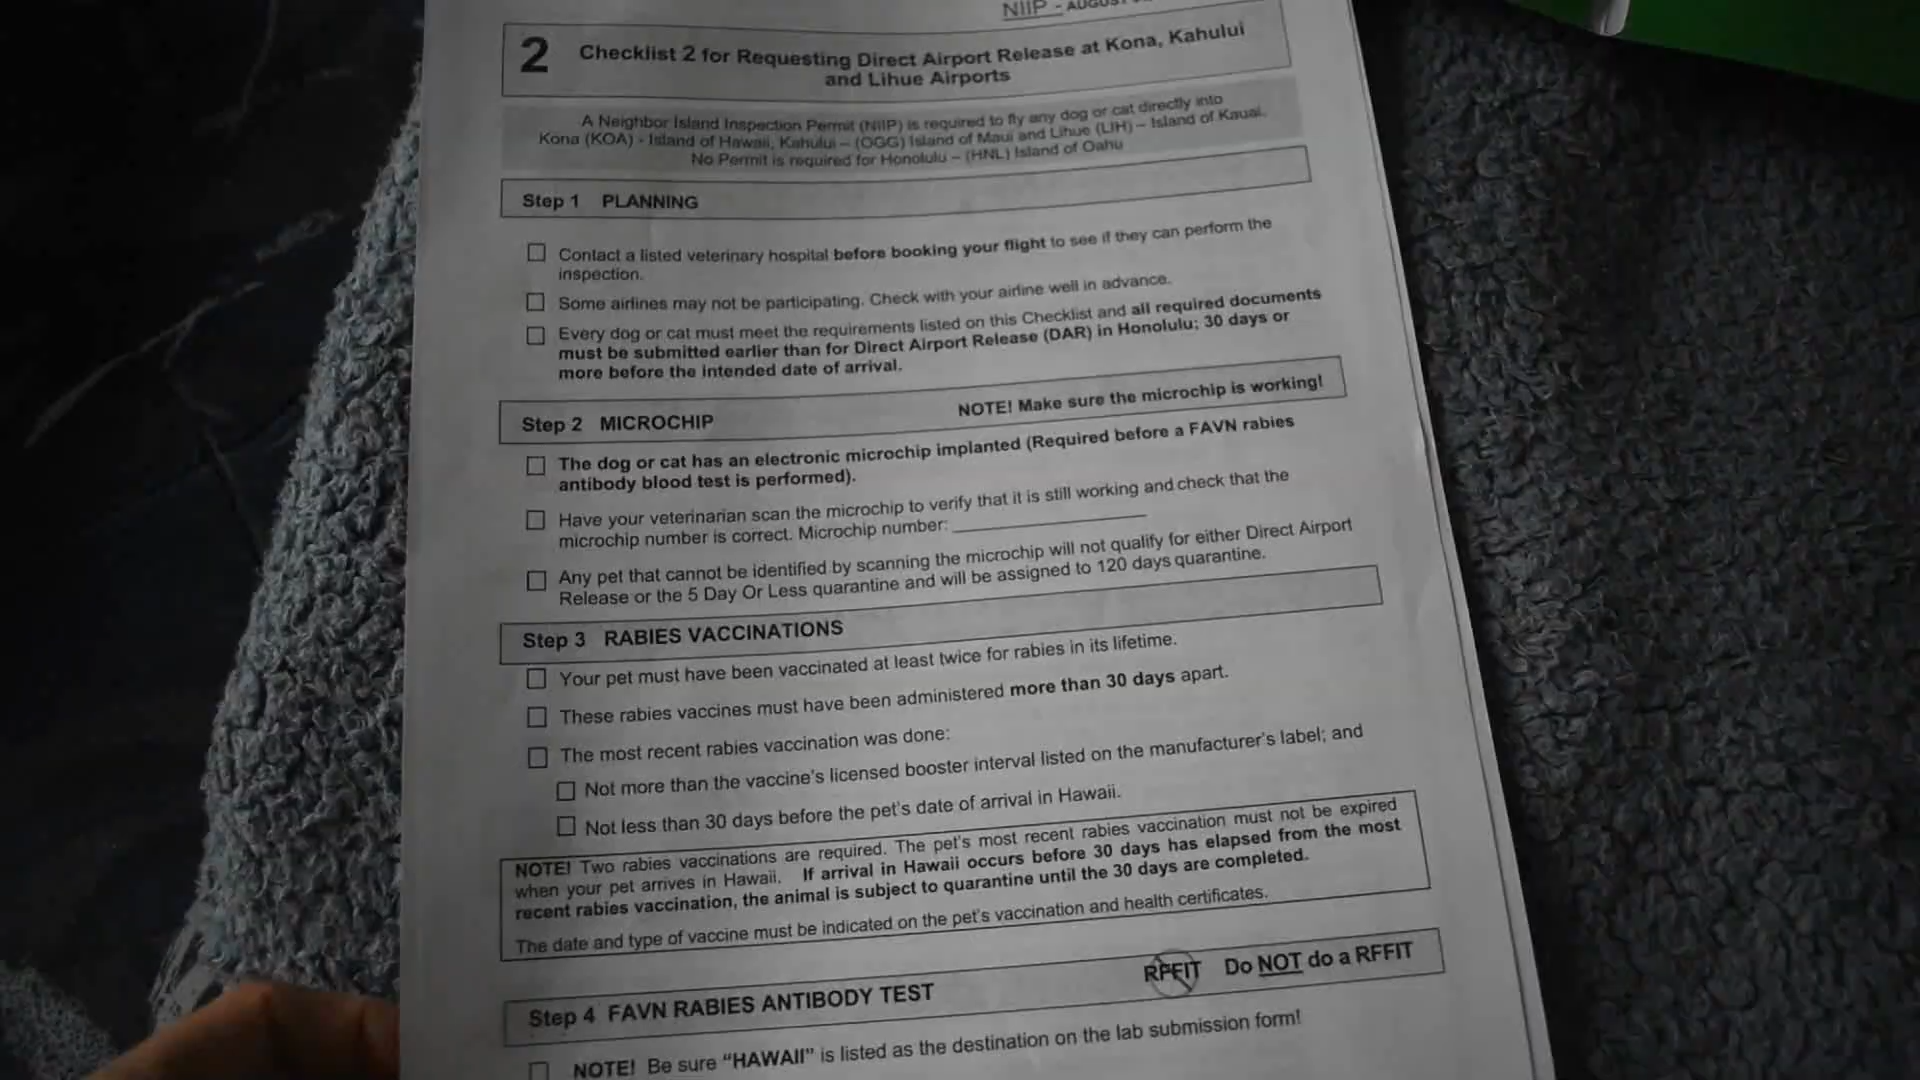 NIIP - AUGUST
2 Checklist 2 for Requesting Direct Airport Release at Kona, Kahului
and Lihue Airports
A Neighbor Island Inspection Permit (NIIP) is required to fly any dog or cat directly into
Kona (KOA) - Island of Hawaii, Kahului – (OGG) Island of Maui and Lihue (LIH) – Island of Kauai.
No Permit is required for Honolulu – (HNL) Island of Oahu
Step 1 PLANNING
Contact a listed veterinary hospital before booking your flight to see if they can perform the
inspection.
Some airlines may not be participating. Check with your airline well in advance.
Every dog or cat must meet the requirements listed on this Checklist and all required documents
must be submitted earlier than for Direct Airport Release (DAR) in Honolulu; 30 days or
more before the intended date of arrival.
Step 2 MICROCHIP NOTE! Make sure the microchip is working!
The dog or cat has an electronic microchip implanted (Required before a FAVN rabies
antibody blood test is performed).
Have your veterinarian scan the microchip to verify that it is still working and check that the
microchip number is correct. Microchip number: ____________________
Any pet that cannot be identified by scanning the microchip will not qualify for either Direct Airport
Release or the 5 Day Or Less quarantine and will be assigned to 120 days quarantine.
Step 3 RABIES VACCINATIONS
Your pet must have been vaccinated at least twice for rabies in its lifetime.
These rabies vaccines must have been administered more than 30 days apart.
The most recent rabies vaccination was done:
Not more than the vaccine's licensed booster interval listed on the manufacturer's label; and
Not less than 30 days before the pet's date of arrival in Hawaii.
NOTE! Two rabies vaccinations are required. The pet's most recent rabies vaccination must not be expired
when your pet arrives in Hawaii. If arrival in Hawaii occurs before 30 days has elapsed from the most
recent rabies vaccination, the animal is subject to quarantine until the 30 days are completed.
The date and type of vaccine must be indicated on the pet's vaccination and health certificates.
Step 4 FAVN RABIES ANTIBODY TEST RFFIT Do NOT do a RFFIT
NOTE! Be sure “HAWAII” is listed as the destination on the lab submission form!